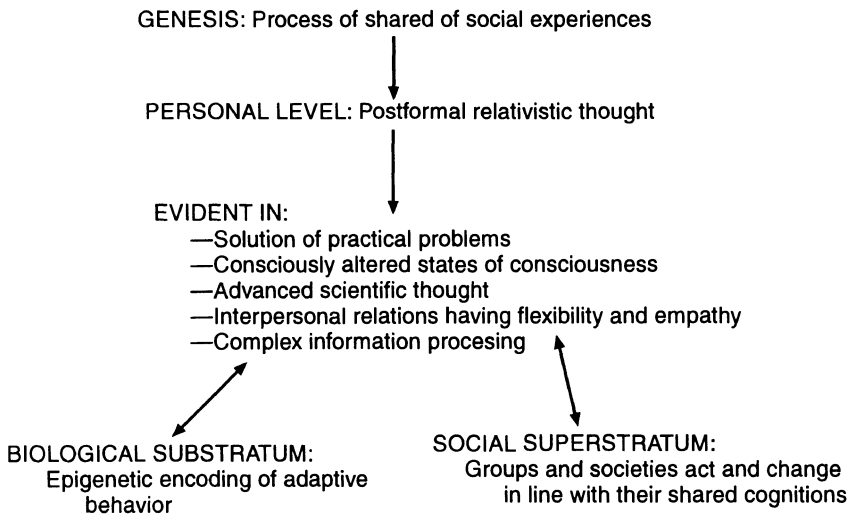 GENESIS: Process of shared of social experiences
PERSONAL LEVEL: Postformal relativistic thought
EVIDENT IN:
—Solution of practical problems
—Consciously altered states of consciousness
—Advanced scientific thought
—Interpersonal relations having flexibility and empathy
—Complex information procesing
BIOLOGICAL SUBSTRATUM:
Epigenetic encoding of adaptive
behavior
SOCIAL SUPERSTRATUM:
Groups and societies act and change
in line with their shared cognitions